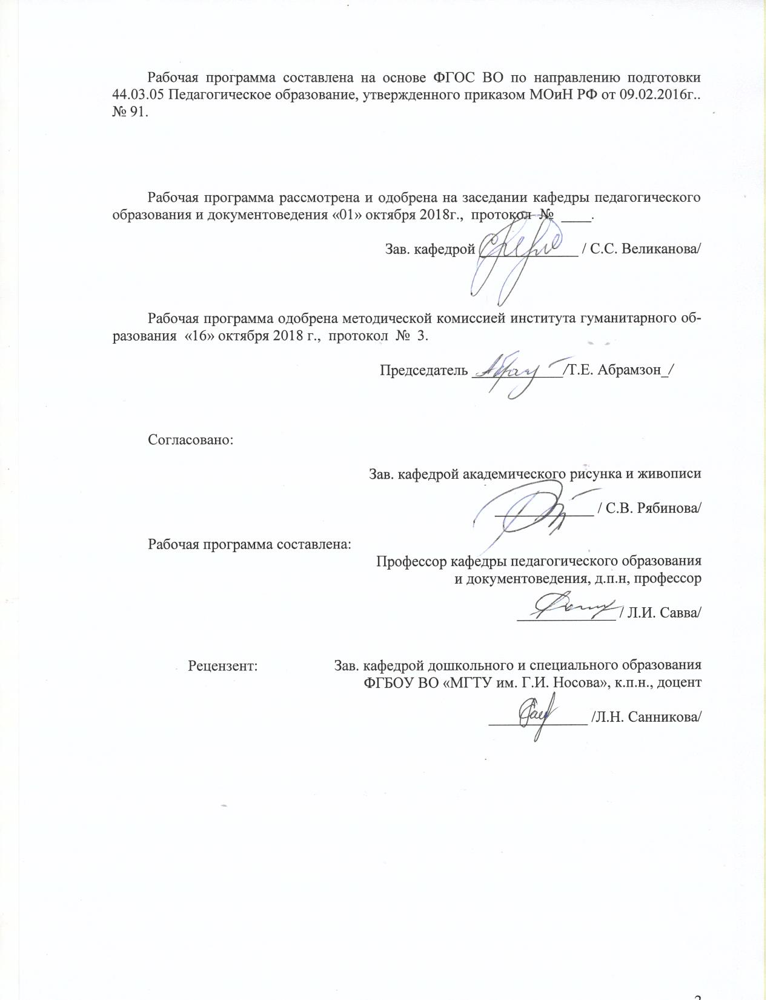 Рабочая программа составлена на основе ФГОС ВО по направлению подготовки
44.03.05 Педагогическое образование, утвержденного приказом МОиН РФ от 09.02.2016г..
№ 91.
Рабочая программа рассмотрена и одобрена на заседании кафедры педагогического
образования и документоведения «01» октября 2018г., протокол № ____.
Зав. кафедрой _____________ / С.С. Великанова/
Рабочая программа одобрена методической комиссией института гуманитарного об-
разования «16» октября 2018 г., протокол № 3.
Председатель ____________/Т.Е. Абрамзон_/
Согласовано:
Зав. кафедрой академического рисунка и живописи
_____________ / С.В. Рябинова/
Рабочая программа составлена:
Профессор кафедры педагогического образования
и документоведения, д.п.н, профессор
_____________ / Л.И. Савва/
Рецензент: Зав. кафедрой дошкольного и специального образования
ФГБОУ ВО «МГТУ им. Г.И. Носова», к.п.н., доцент
_____________ /Л.Н. Санникова/